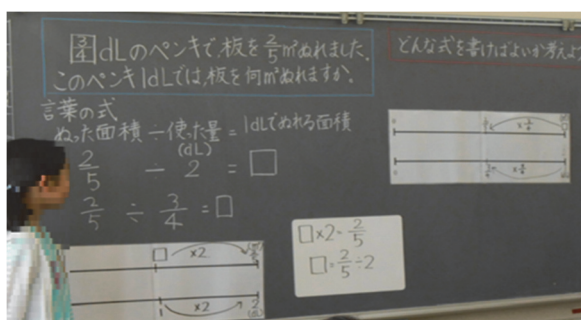 3/4 dLのペンキで、板を2/5 m²ぬれました。
このペンキ1dLでは、板を何m²ぬれますか。
どんな式を書けばよいか考えよう
言葉の式
ぬった面積÷使った量=1dLでぬれる面積
(dL)
2/5 ÷ 2 = □
2/5 ÷ 3/4 = □
□ ×2
×2
1
□×2=2/5
□=2/5÷2
×3/4
×3/4